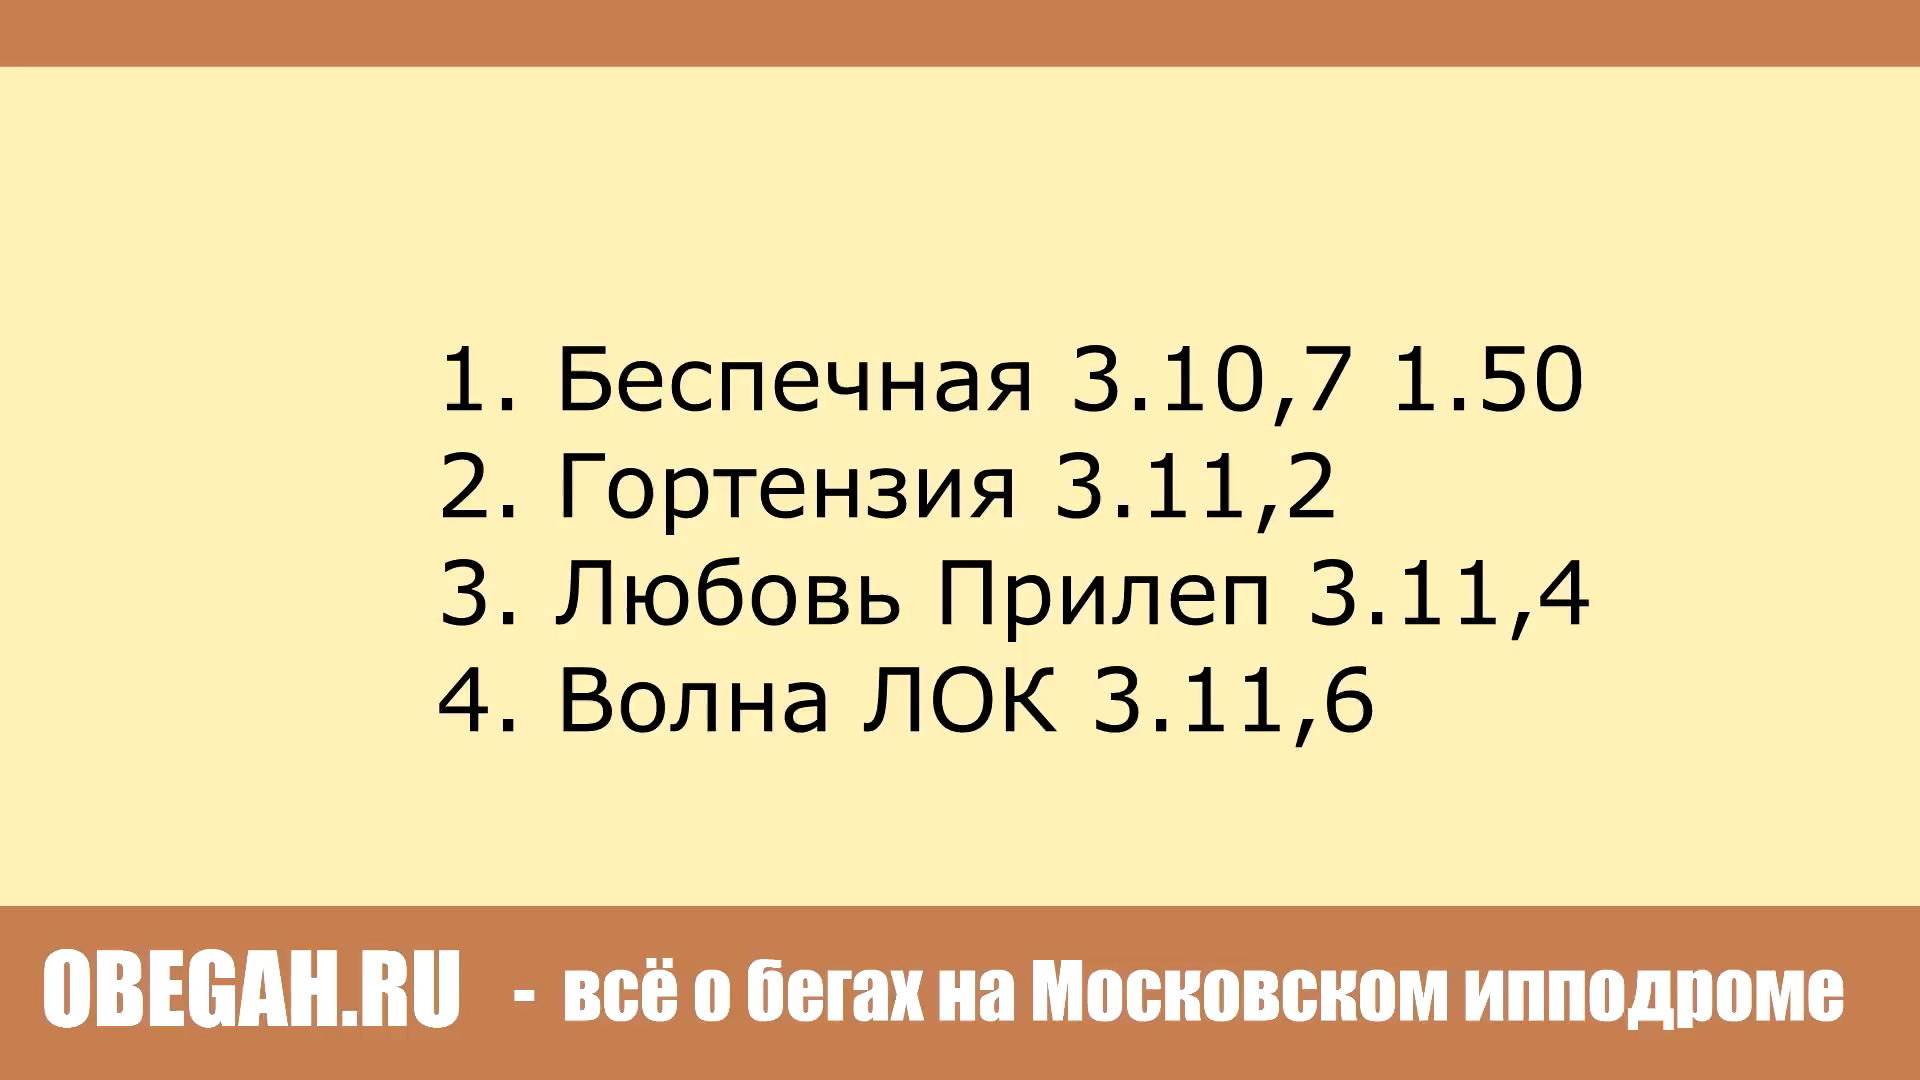 1. Беспечная 3.10,7 1.50
2. Гортензия 3.11,2
3. Любовь Прилеп 3.11,4
4. Волна ЛОК 3.11,6
OBEGAH.RU - всё о бегах на Московском ипподроме